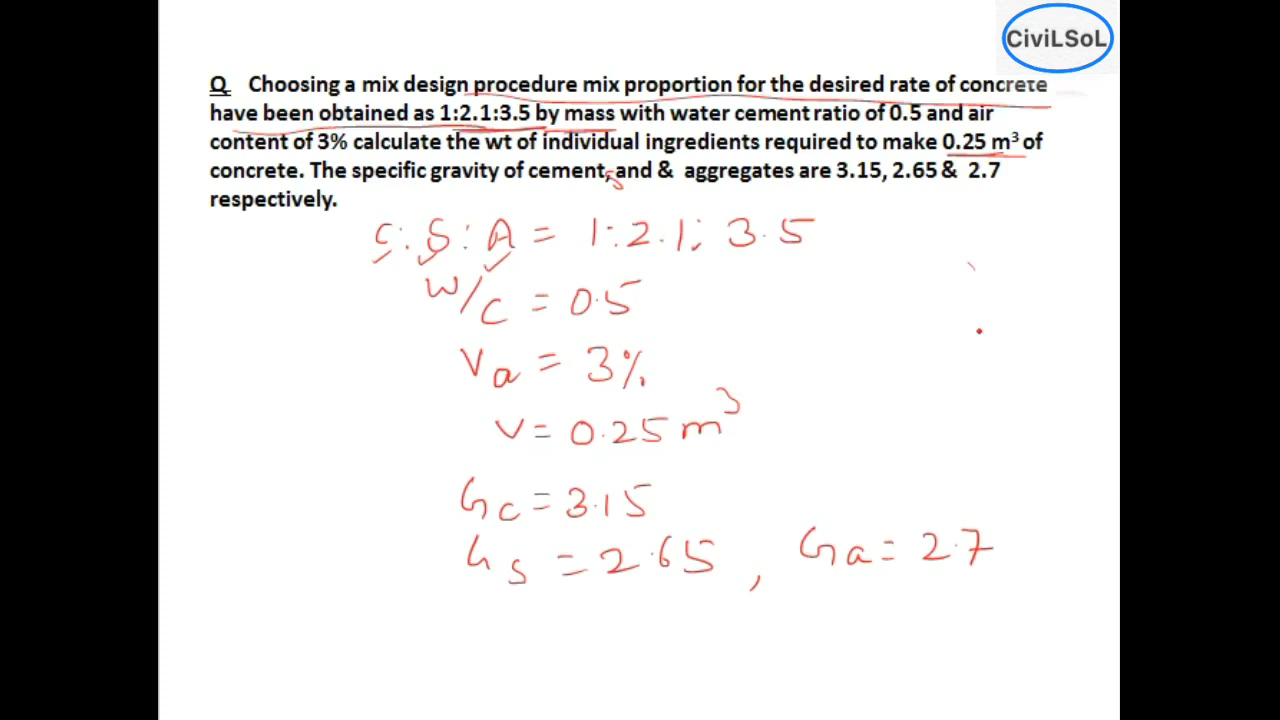 CiviLSoL
Q Choosing a mix design procedure mix proportion for the desired rate of concrete
have been obtained as 1:2.1:3.5 by mass with water cement ratio of 0.5 and air
content of 3% calculate the wt of individual ingredients required to make 0.25 m³ of
concrete. The specific gravity of cement, sand & aggregates are 3.15, 2.65 & 2.7
respectively.
C : S : A = 1 : 2.1 : 3.5
W/C = 0.5
Va = 3%
V = 0.25 m³
Gc = 3.15
Gs = 2.65 , Ga = 2.7